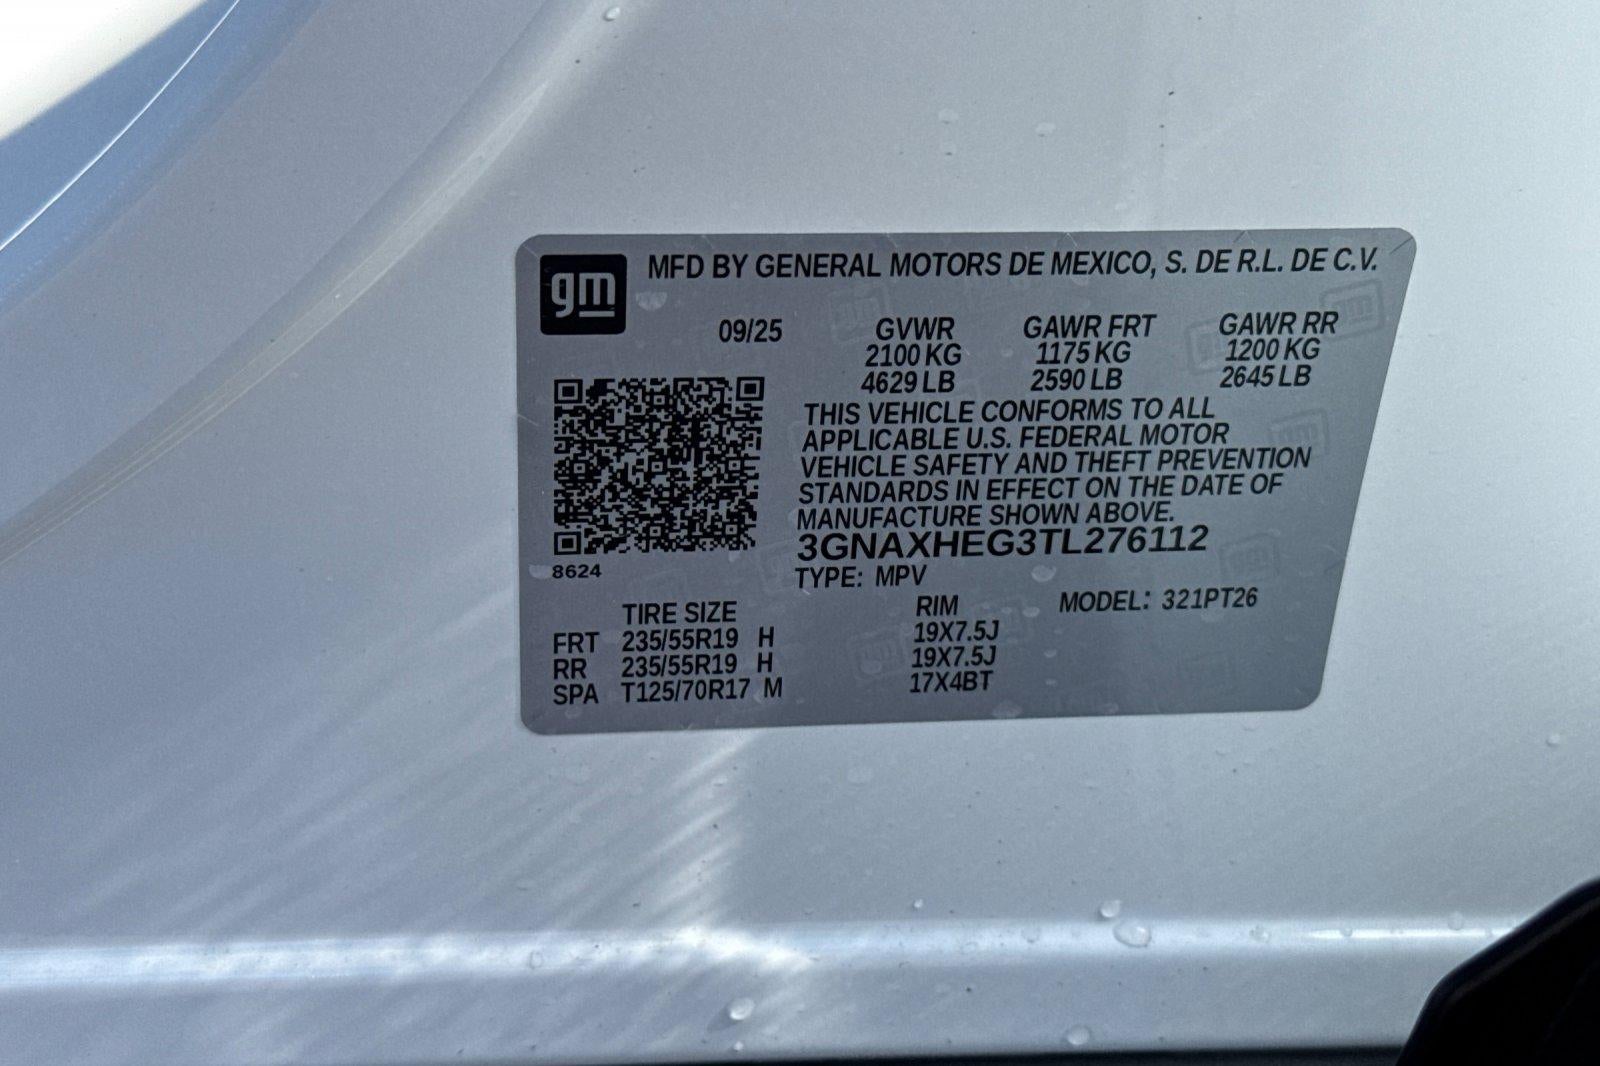 gm
MFD BY GENERAL MOTORS DE MEXICO, S. DE R.L. DE C.V.
09/25 GVWR GAWR FRT GAWR RR
2100 KG 1175 KG 1200 KG
4629 LB 2590 LB 2645 LB
THIS VEHICLE CONFORMS TO ALL
APPLICABLE U.S. FEDERAL MOTOR
VEHICLE SAFETY AND THEFT PREVENTION
STANDARDS IN EFFECT ON THE DATE OF
MANUFACTURE SHOWN ABOVE.
3GNAXHEG3TL276112
8624
TYPE: MPV
TIRE SIZE RIM MODEL: 321PT26
FRT 235/55R19 H 19X7.5J
RR 235/55R19 H 19X7.5J
SPA T125/70R17 M 17X4BT